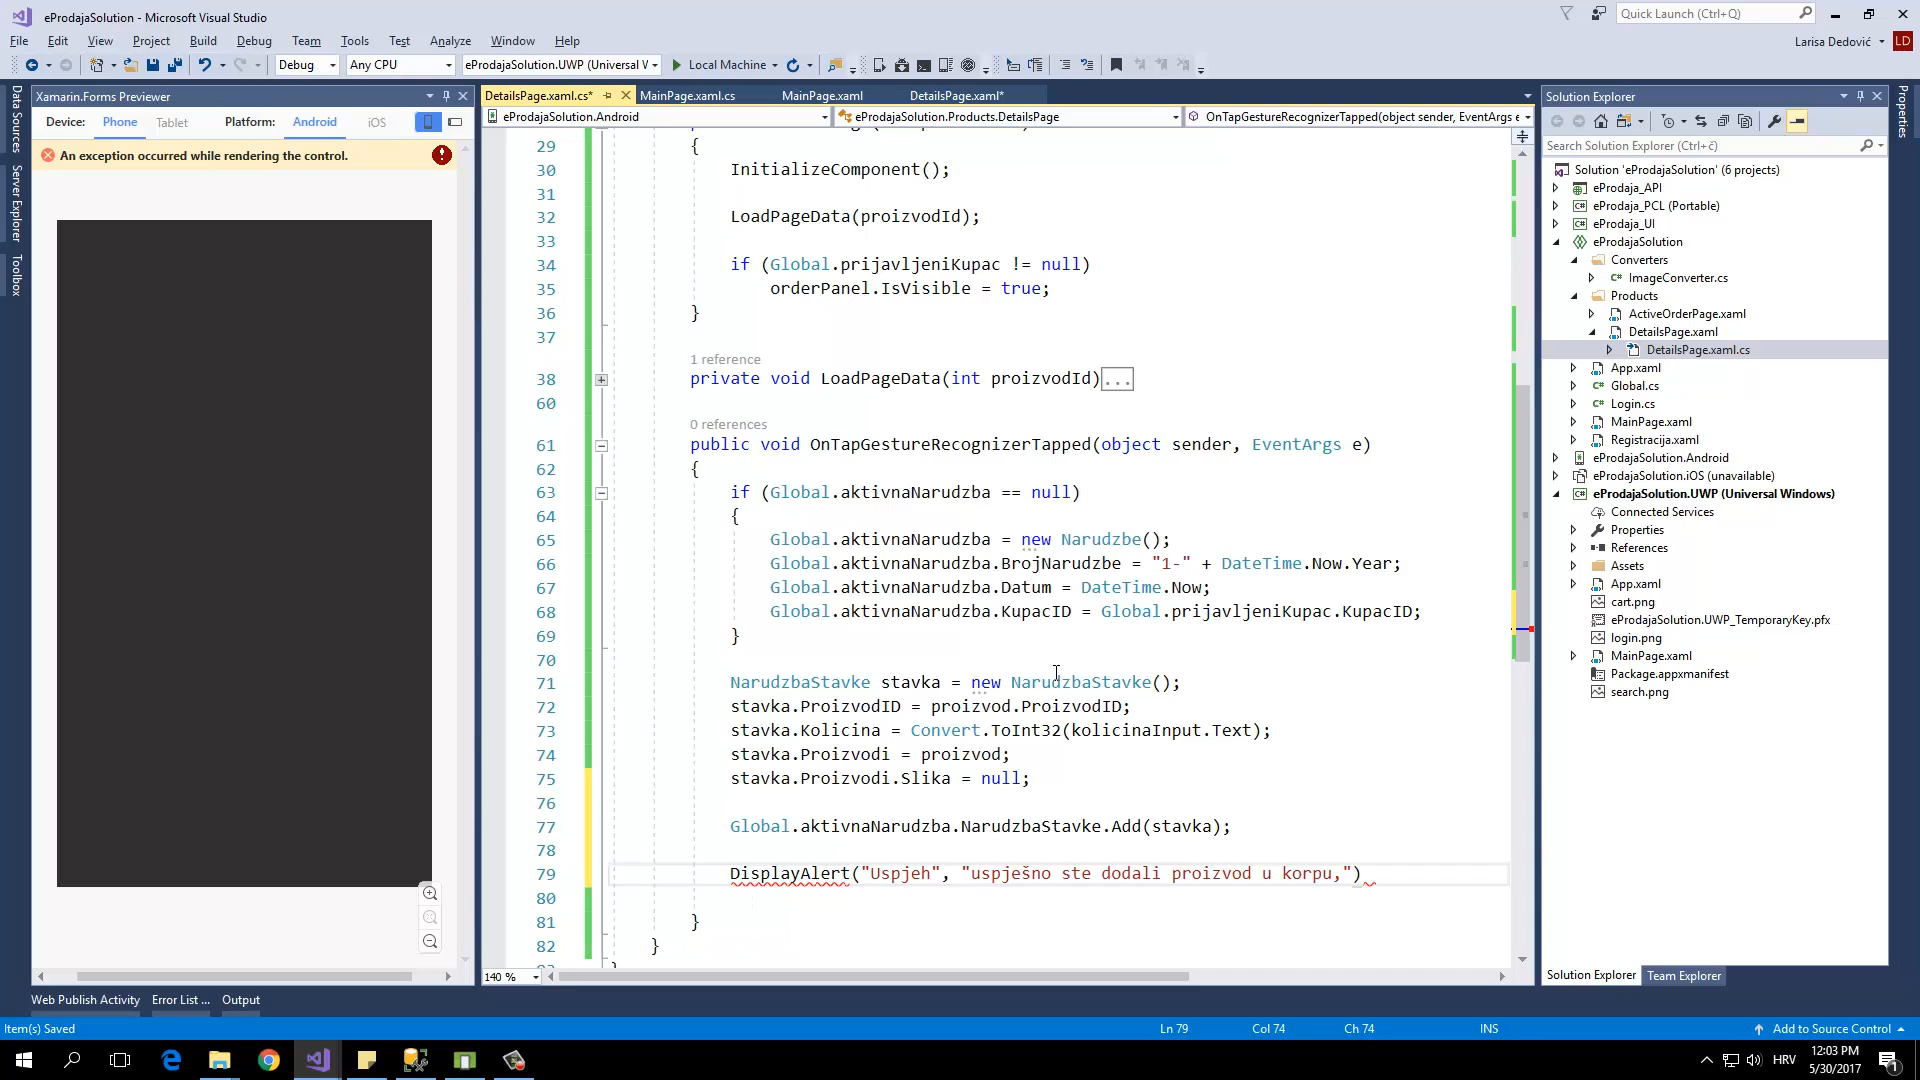 eProdajaSolution - Microsoft Visual Studio
Quick Launch (Ctrl+Q)
File Edit View Project Build Debug Team Tools Test Analyze Window Help
Larisa Dedović LD
Debug Any CPU eProdajaSolution.UWP (Universal V Local Machine
Data Sources
Server Explorer
Toolbox
Xamarin.Forms Previewer
Device: Phone Tablet Platform: Android iOS
An exception occurred while rendering the control.
DetailsPage.xaml.cs* MainPage.xaml.cs MainPage.xaml DetailsPage.xaml*
eProdajaSolution.Android eProdajaSolution.Products.DetailsPage OnTapGestureRecognizerTapped(object sender, EventArgs e
29 {
30 InitializeComponent();
31
32 LoadPageData(proizvodId);
33
34 if (Global.prijavljeniKupac != null)
35 orderPanel.IsVisible = true;
36 }
37
1 reference
38 private void LoadPageData(int proizvodId)...
60
0 references
61 public void OnTapGestureRecognizerTapped(object sender, EventArgs e)
62 {
63 if (Global.aktivnaNarudzba == null)
64 {
65 Global.aktivnaNarudzba = new Narudzbe();
66 Global.aktivnaNarudzba.BrojNarudzbe = "1-" + DateTime.Now.Year;
67 Global.aktivnaNarudzba.Datum = DateTime.Now;
68 Global.aktivnaNarudzba.KupacID = Global.prijavljeniKupac.KupacID;
69 }
70
71 NarudzbaStavke stavka = new NarudzbaStavke();
72 stavka.ProizvodID = proizvod.ProizvodID;
73 stavka.Kolicina = Convert.ToInt32(kolicinaInput.Text);
74 stavka.Proizvodi = proizvod;
75 stavka.Proizvodi.Slika = null;
76
77 Global.aktivnaNarudzba.NarudzbaStavke.Add(stavka);
78
79 DisplayAlert("Uspjeh", "uspješno ste dodali proizvod u korpu,")
80
81 }
82 }
140 %
Solution Explorer
Search Solution Explorer (Ctrl+č)
Solution 'eProdajaSolution' (6 projects)
eProdaja_API
eProdaja_PCL (Portable)
eProdaja_UI
eProdajaSolution
Converters
ImageConverter.cs
Products
ActiveOrderPage.xaml
DetailsPage.xaml
DetailsPage.xaml.cs
App.xaml
Global.cs
Login.cs
MainPage.xaml
Registracija.xaml
eProdajaSolution.Android
eProdajaSolution.iOS (unavailable)
eProdajaSolution.UWP (Universal Windows)
Connected Services
Properties
References
Assets
App.xaml
cart.png
eProdajaSolution.UWP_TemporaryKey.pfx
login.png
MainPage.xaml
Package.appxmanifest
search.png
Solution Explorer Team Explorer
Properties
Web Publish Activity Error List ... Output
Item(s) Saved Ln 79 Col 74 Ch 74 INS Add to Source Control
HRV 12:03 PM
5/30/2017
1